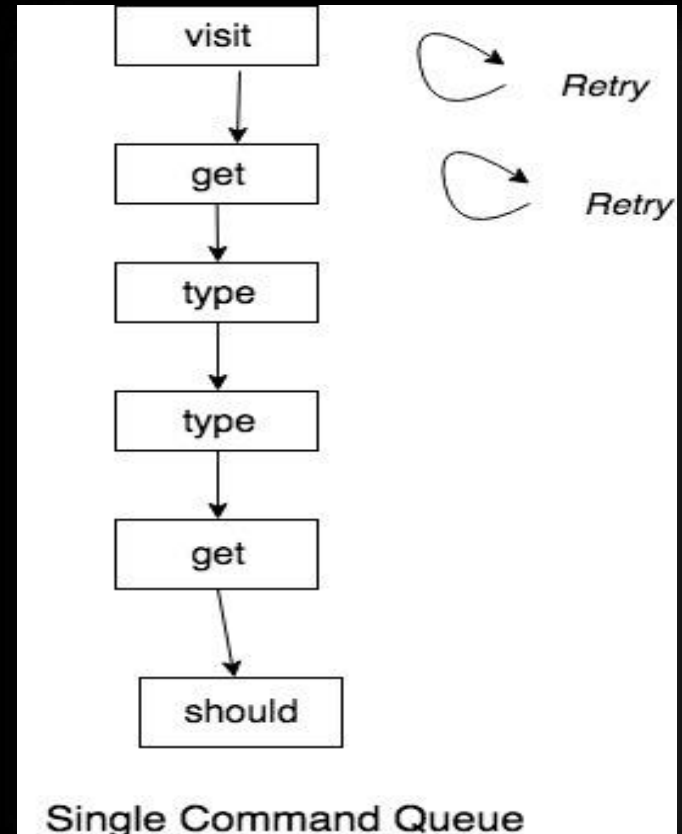 visit
Retry
get
Retry
type
type
get
should
Single Command Queue